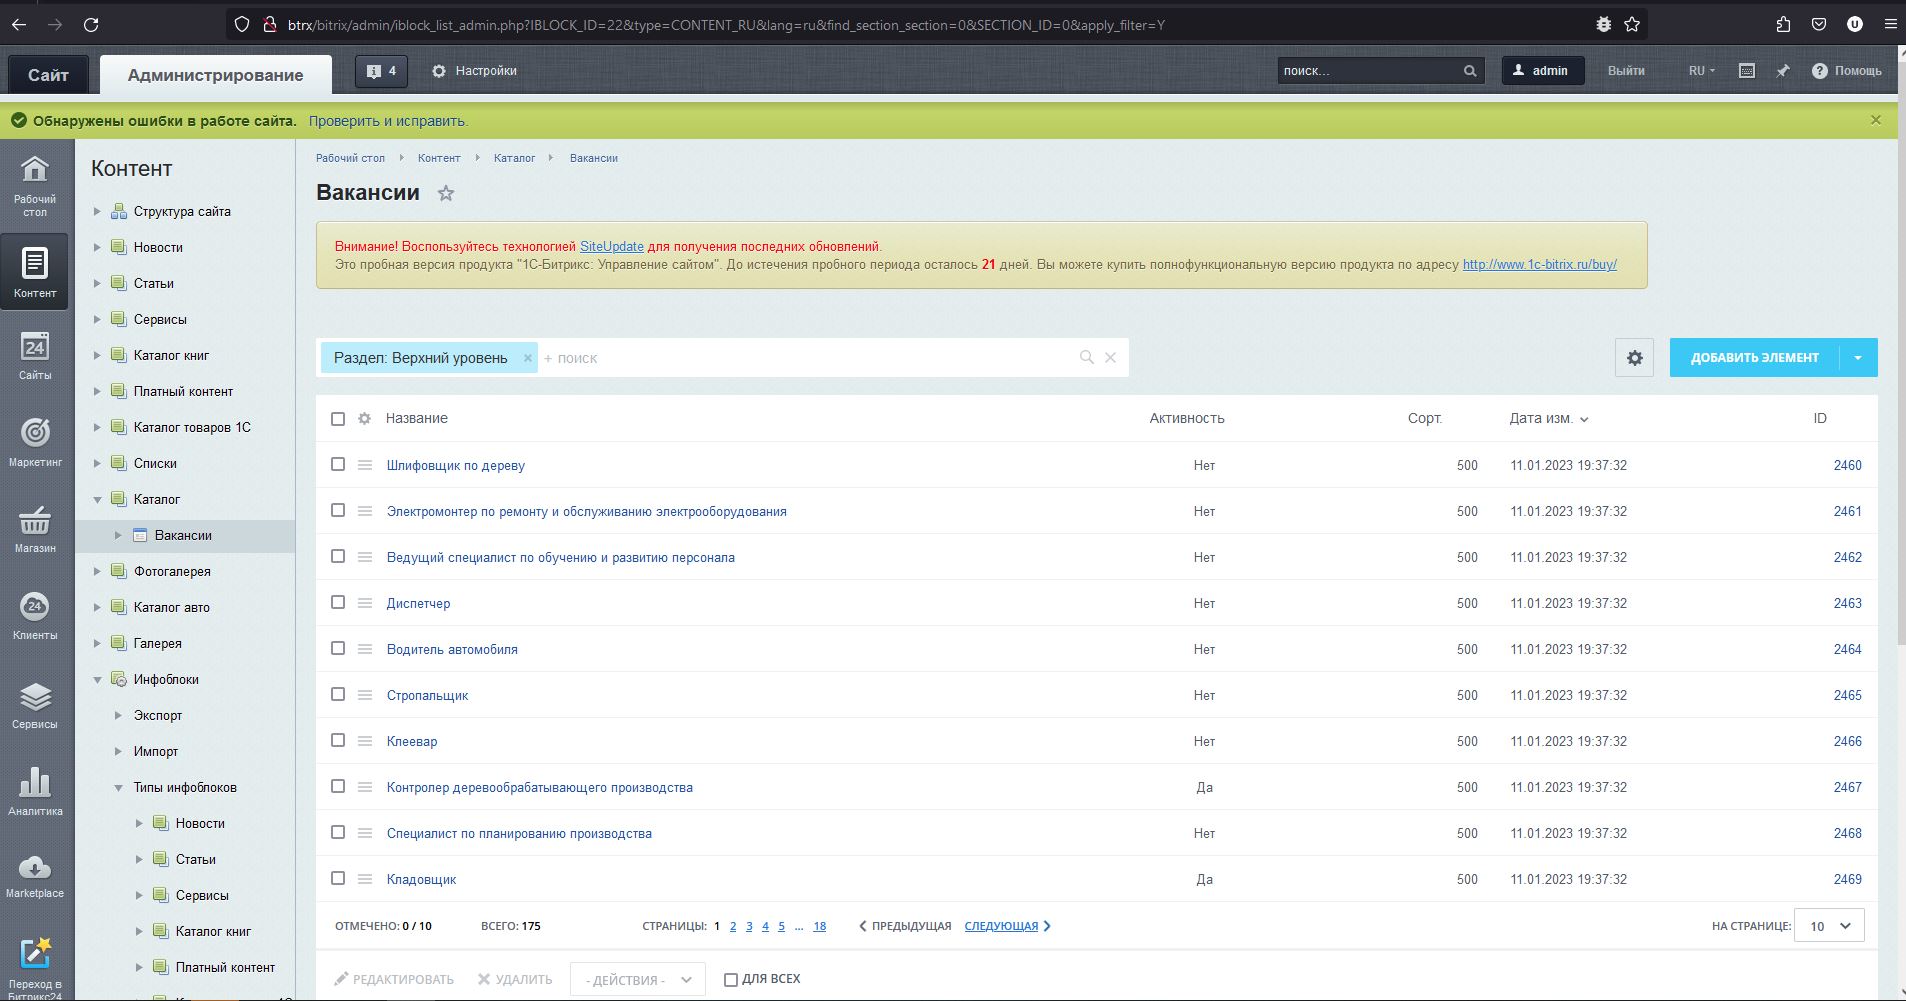 btrx/bitrix/admin/iblock_list_admin.php?IBLOCK_ID=22&type=CONTENT_RU&lang=ru&find_section_section=0&SECTION_ID=0&apply_filter=Y
U
Сайт
Администрирование
4
Настройки
поиск...
admin
Выйти
RU
Помощь
Обнаружены ошибки в работе сайта. Проверить и исправить.
Рабочий стол
Контент
24
Сайты
Маркетинг
Магазин
24
Клиенты
Сервисы
Аналитика
Marketplace
Переход в
Битрикс24
Контент
Структура сайта
Новости
Статьи
Сервисы
Каталог книг
Платный контент
Каталог товаров 1С
Списки
Каталог
Вакансии
Фотогалерея
Каталог авто
Галерея
Инфоблоки
Экспорт
Импорт
Типы инфоблоков
Новости
Статьи
Сервисы
Каталог книг
Платный контент
Рабочий стол Контент Каталог Вакансии
Вакансии
Внимание! Воспользуйтесь технологией SiteUpdate для получения последних обновлений.
Это пробная версия продукта "1С-Битрикс: Управление сайтом". До истечения пробного периода осталось 21 дней. Вы можете купить полнофункциональную версию продукта по адресу http://www.1c-bitrix.ru/buy/
Раздел: Верхний уровень × + поиск
ДОБАВИТЬ ЭЛЕМЕНТ
Название Активность Сорт. Дата изм. ID
Шлифовщик по дереву Нет 500 11.01.2023 19:37:32 2460
Электромонтер по ремонту и обслуживанию электрооборудования Нет 500 11.01.2023 19:37:32 2461
Ведущий специалист по обучению и развитию персонала Нет 500 11.01.2023 19:37:32 2462
Диспетчер Нет 500 11.01.2023 19:37:32 2463
Водитель автомобиля Нет 500 11.01.2023 19:37:32 2464
Стропальщик Нет 500 11.01.2023 19:37:32 2465
Клеевар Нет 500 11.01.2023 19:37:32 2466
Контролер деревообрабатывающего производства Да 500 11.01.2023 19:37:32 2467
Специалист по планированию производства Нет 500 11.01.2023 19:37:32 2468
Кладовщик Да 500 11.01.2023 19:37:32 2469
ОТМЕЧЕНО: 0 / 10 ВСЕГО: 175 СТРАНИЦЫ: 1 2 3 4 5 ... 18 ПРЕДЫДУЩАЯ СЛЕДУЮЩАЯ НА СТРАНИЦЕ: 10
РЕДАКТИРОВАТЬ УДАЛИТЬ - ДЕЙСТВИЯ - ДЛЯ ВСЕХ